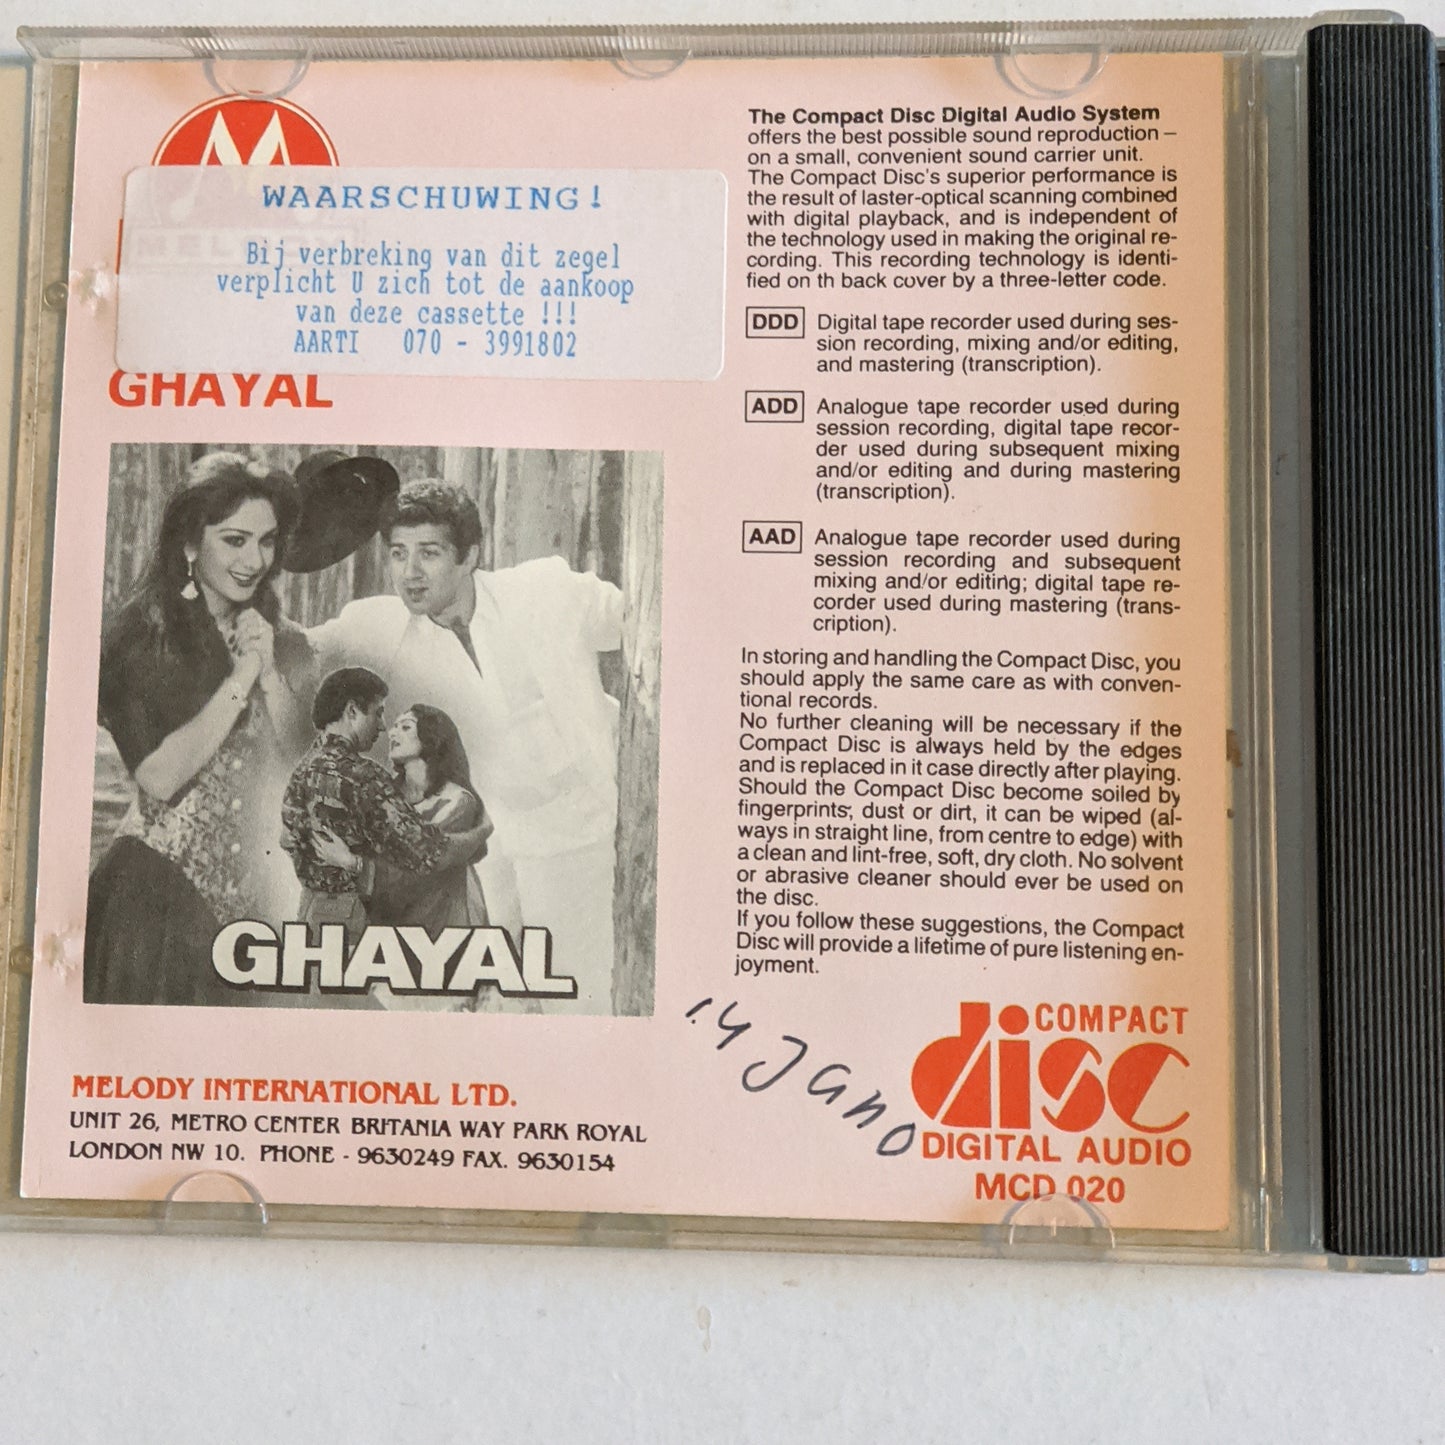 M
MELODY
WAARSCHUWING!
Bij verbreking van dit zegel
verplicht U zich tot de aankoop
van deze cassette !!!
AARTI 070 - 3991802
GHAYAL
GHAYAL
MELODY INTERNATIONAL LTD.
UNIT 26, METRO CENTER BRITANIA WAY PARK ROYAL
LONDON NW 10. PHONE - 9630249 FAX. 9630154
The Compact Disc Digital Audio System
offers the best possible sound reproduction –
on a small, convenient sound carrier unit.
The Compact Disc's superior performance is
the result of laster-optical scanning combined
with digital playback, and is independent of
the technology used in making the original re-
cording. This recording technology is identi-
fied on th back cover by a three-letter code.
DDD Digital tape recorder used during ses-
sion recording, mixing and/or editing,
and mastering (transcription).
ADD Analogue tape recorder used during
session recording, digital tape recor-
der used during subsequent mixing
and/or editing and during mastering
(transcription).
AAD Analogue tape recorder used during
session recording and subsequent
mixing and/or editing; digital tape re-
corder used during mastering (trans-
cription).
In storing and handling the Compact Disc, you
should apply the same care as with conven-
tional records.
No further cleaning will be necessary if the
Compact Disc is always held by the edges
and is replaced in it case directly after playing.
Should the Compact Disc become soiled by
fingerprints, dust or dirt, it can be wiped (al-
ways in straight line, from centre to edge) with
a clean and lint-free, soft, dry cloth. No solvent
or abrasive cleaner should ever be used on
the disc.
If you follow these suggestions, the Compact
Disc will provide a lifetime of pure listening en-
joyment.
COMPACT
disc
DIGITAL AUDIO
MCD 020